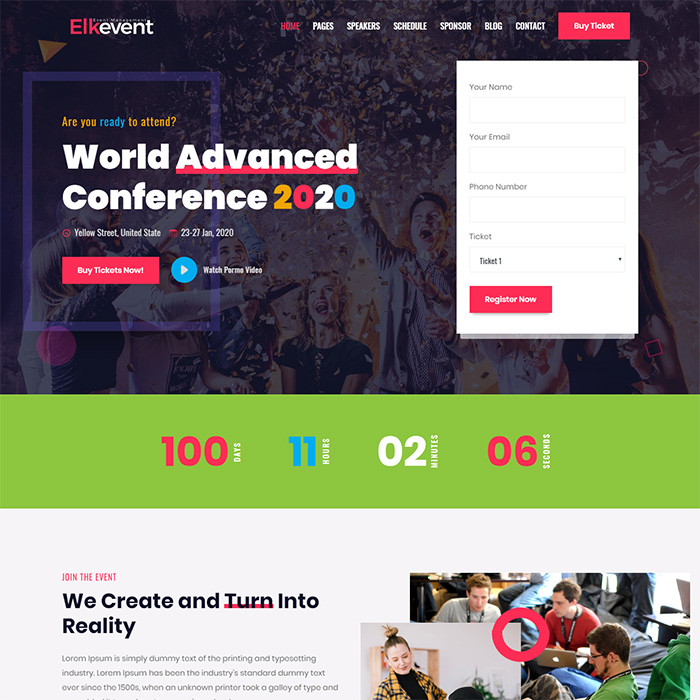 Elkevent
Event Management
HOME PAGES SPEAKERS SCHEDULE SPONSOR BLOG CONTACT Buy Ticket
Are you ready to attend?
World Advanced
Conference 2020
Yellow Street, United State 23-27 Jan, 2020
Buy Tickets Now! Watch Pormo Video
Your Name
Your Email
Phone Number
Ticket
Ticket 1
Register Now
100 DAYS 11 HOURS 02 MINUTES 06 SECONDS
JOIN THE EVENT
We Create and Turn Into
Reality
Lorem Ipsum is simply dummy text of the printing and typesetting
industry. Lorem Ipsum has been the industry's standard dummy text
ever since the 1500s, when an unknown printer took a galley of type and